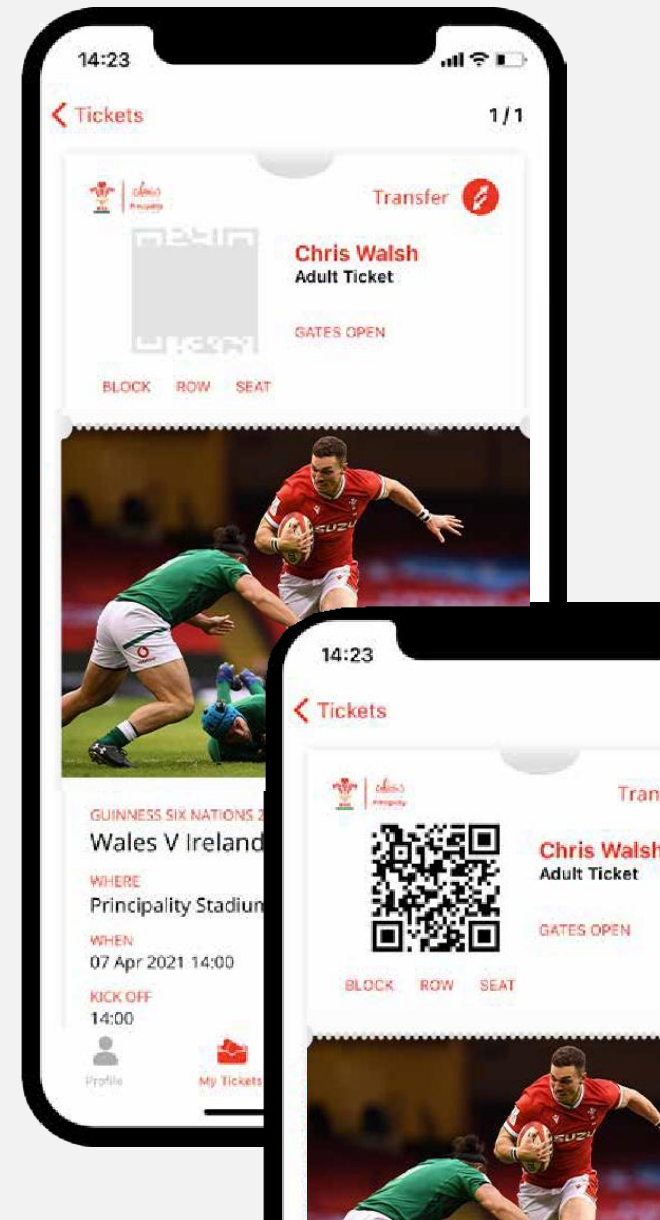 14:23
Tickets
1/1
Transfer
Chris Walsh
Adult Ticket
GATES OPEN
BLOCK ROW SEAT
SUZU
GUINNESS SIX NATIONS 2
Wales V Ireland
WHERE
Principality Stadium
WHEN
07 Apr 2021 14:00
KICK OFF
14:00
Profile
My Tickets
14:23
Tickets
Tran
Chris Walsh
Adult Ticket
GATES OPEN
BLOCK ROW SEAT
SUZU